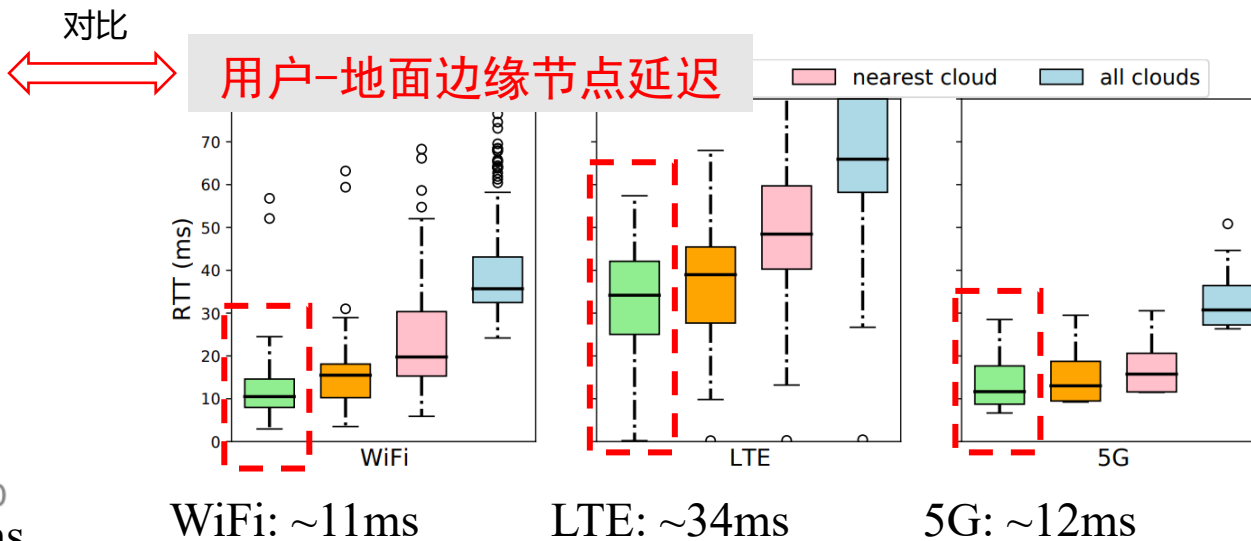 对比
用户-地面边缘节点延迟
nearest cloud
all clouds
RTT (ms)
70
60
50
40
30
20
10
0
WiFi
LTE
5G
WiFi: ~11ms
LTE: ~34ms
5G: ~12ms